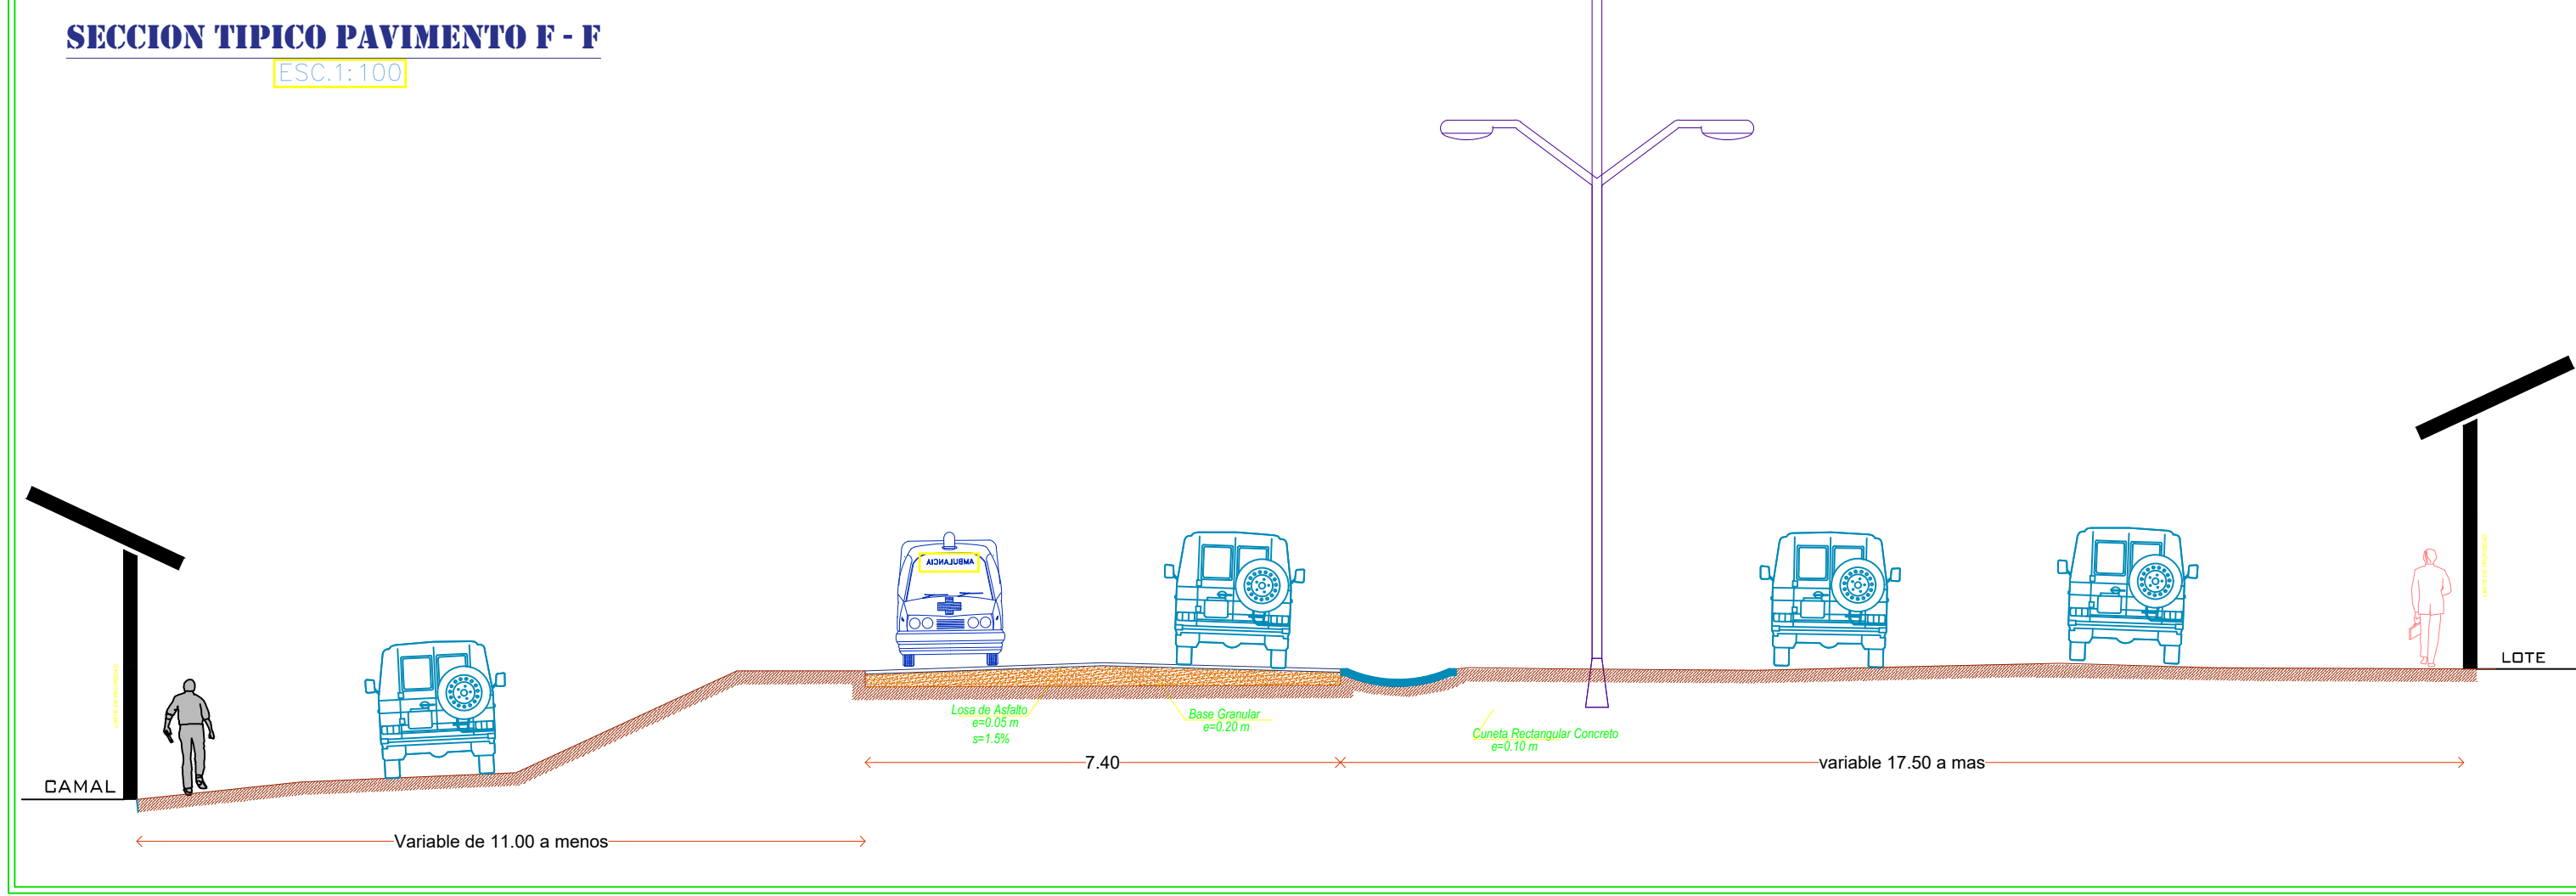 SECCION TIPICO PAVIMENTO F - F
ESC.1:100
AMBULANCIA
LOTE
CAMAL
Losa de Asfalto
e=0.05 m
s=1.5%
Base Granular
e=0.20 m
Cuneta Rectangular Concreto
e=0.10 m
7.40
variable 17.50 a mas
Variable de 11.00 a menos